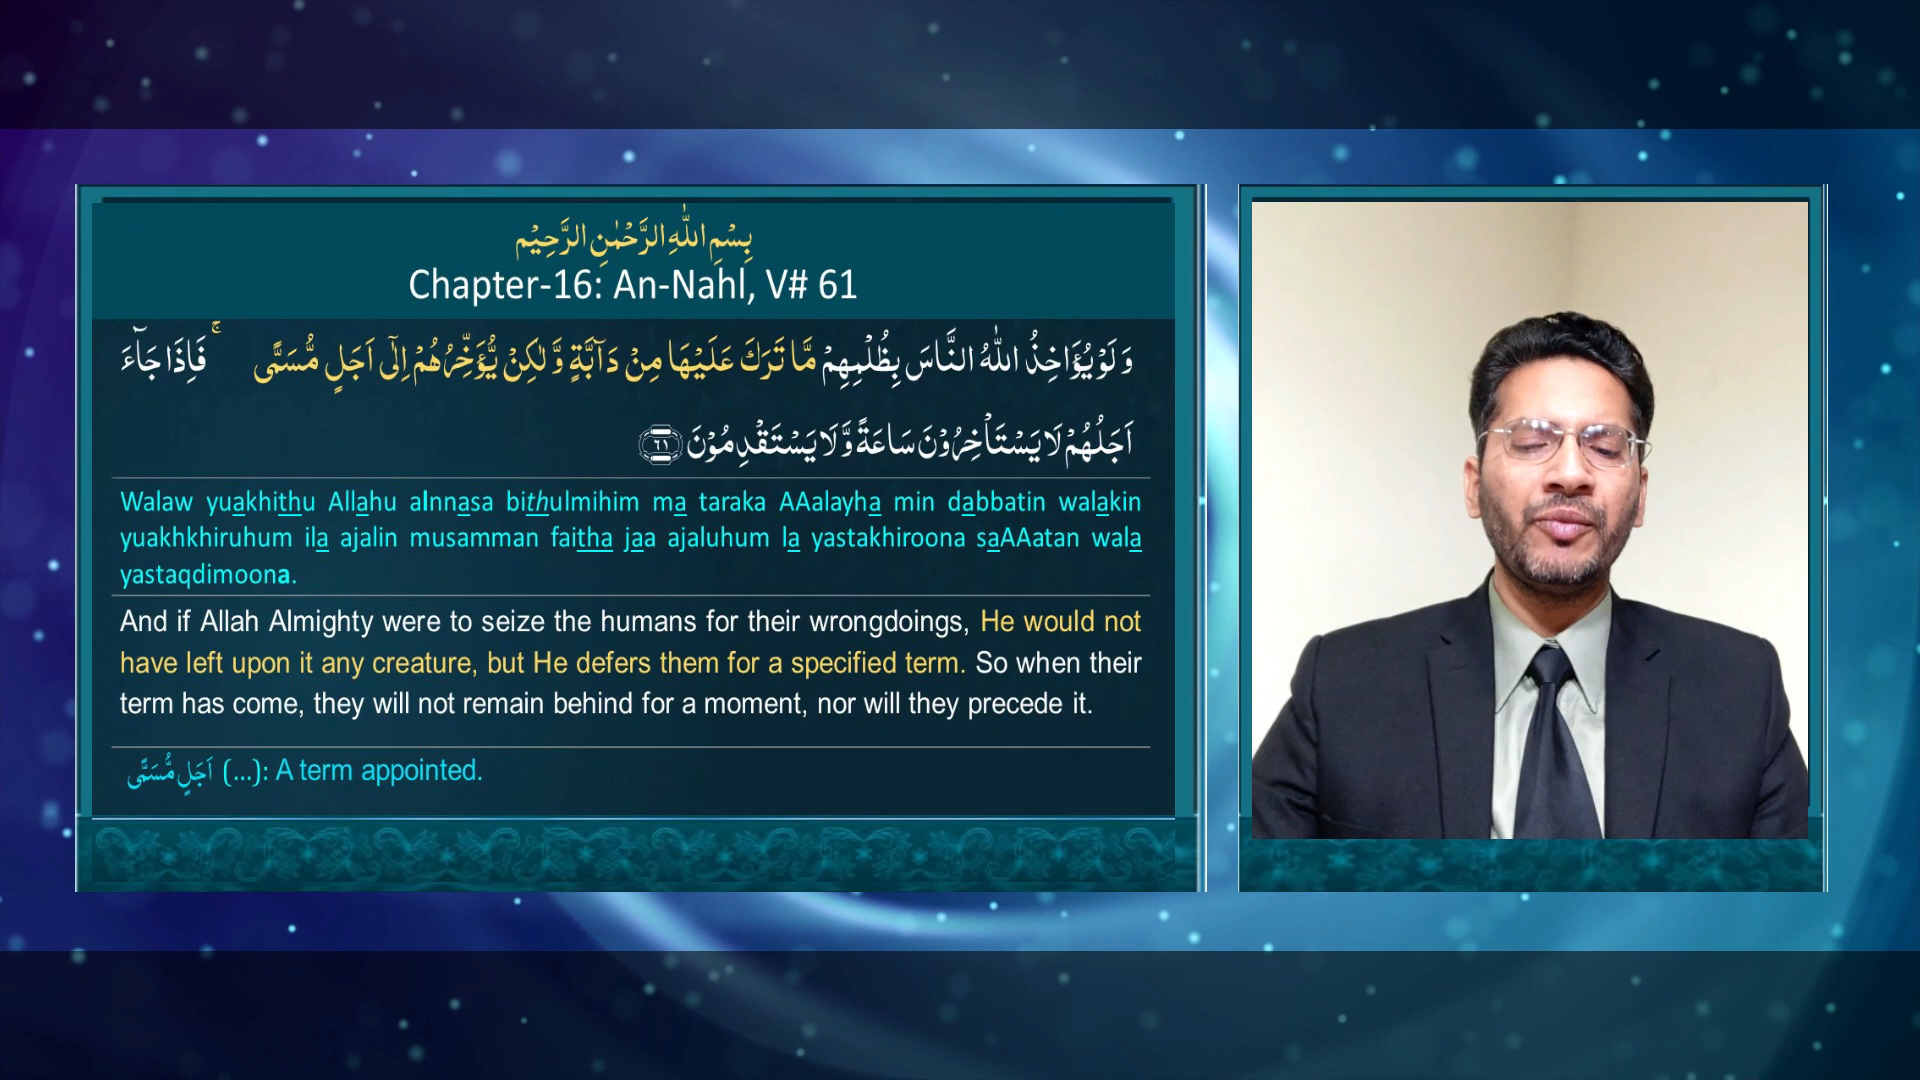 بِسْمِ اللّٰهِ الرَّحْمٰنِ الرَّحِيْمِ
Chapter-16: An-Nahl, V# 61
وَلَوْ يُؤَاخِذُ اللّٰهُ النَّاسَ بِظُلْمِهِمْ مَّا تَرَكَ عَلَيْهَا مِنْ دَآبَّةٍ وَّلٰكِنْ يُّؤَخِّرُهُمْ اِلٰٓى اَجَلٍ مُّسَمًّى ۚ فَاِذَا جَآءَ
اَجَلُهُمْ لَا يَسْتَاْخِرُوْنَ سَاعَةً وَّلَا يَسْتَقْدِمُوْنَ ﴿٦١﴾
Walaw yuakhithu Allahu alnnasa bithulmihim ma taraka AAalayha min dabbatin walakin
yuakhkhiruhum ila ajalin musamman faitha jaa ajaluhum la yastakhiroona saAAatan wala
yastaqdimoona.
And if Allah Almighty were to seize the humans for their wrongdoings, He would not
have left upon it any creature, but He defers them for a specified term. So when their
term has come, they will not remain behind for a moment, nor will they precede it.
اَجَلٍ مُّسَمًّى (...): A term appointed.